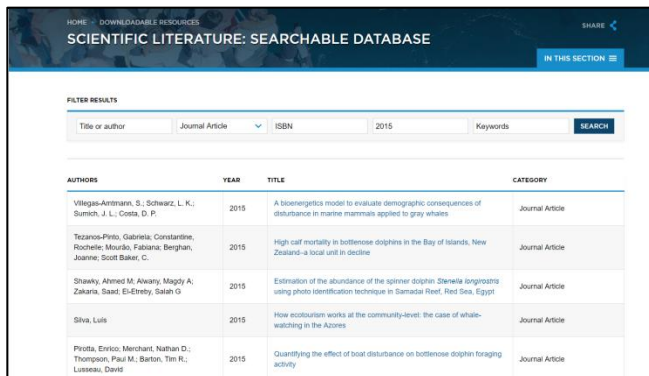 HOME – DOWNLOADABLE RESOURCES
SHARE
SCIENTIFIC LITERATURE: SEARCHABLE DATABASE
IN THIS SECTION
FILTER RESULTS
Title or author Journal Article ISBN 2015 Keywords SEARCH
AUTHORS YEAR TITLE CATEGORY
Villegas-Amtmann, S.; Schwarz, L. K.;
Sumich, J. L.; Costa, D. P.
2015
A bioenergetics model to evaluate demographic consequences of
disturbance in marine mammals applied to gray whales
Journal Article
Tezanos-Pinto, Gabriela; Constantine,
Rochelle; Mourão, Fabiana; Berghan,
Joanne; Scott Baker, C.
2015
High calf mortality in bottlenose dolphins in the Bay of Islands, New
Zealand–a local unit in decline
Journal Article
Shawky, Ahmed M; Alwany, Magdy A;
Zakaria, Saad; El-Etreby, Salah G
2015
Estimation of the abundance of the spinner dolphin Stenella longirostris
using photo identification technique in Samadai Reef, Red Sea, Egypt
Journal Article
Silva, Luis
2015
How ecotourism works at the community-level: the case of whale-
watching in the Azores
Journal Article
Pirotta, Enrico; Merchant, Nathan D.;
Thompson, Paul M.; Barton, Tim R.;
Lusseau, David
2015
Quantifying the effect of boat disturbance on bottlenose dolphin foraging
activity
Journal Article